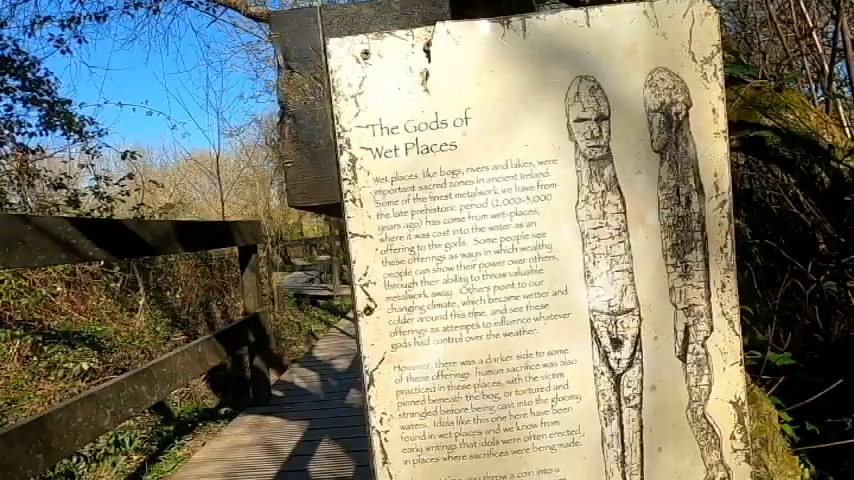 The Gods of
Wet Places
Wet places, like bogs, rivers and lakes, were
important sacred zones in ancient Ireland.
Some of the finest metalwork we have from
the late prehistoric period (2,000-3,000
years ago) has come from wet-places,
where it was cast into the water as an
offering to the gods. Some people see
these offerings as ways in which wealthy
people can show their power over others,
through their ability to throw valuable
metalwork away. Others point to our
changing climate, which became wetter and
colder around this time, and see these
offerings as attempts to influence whatever
gods had control over the weather.
However, there was a darker side to some
of these offerings: human sacrifice was also
practiced in these places, with the victim
pinned beneath the bog, or tortured and
strangled before being cast into the gloomy
waters. Idols like this one here have been
found in wet places and we know from
early writings that idols were often erected
in places where sacrifices were being made.
you throw a coin into a